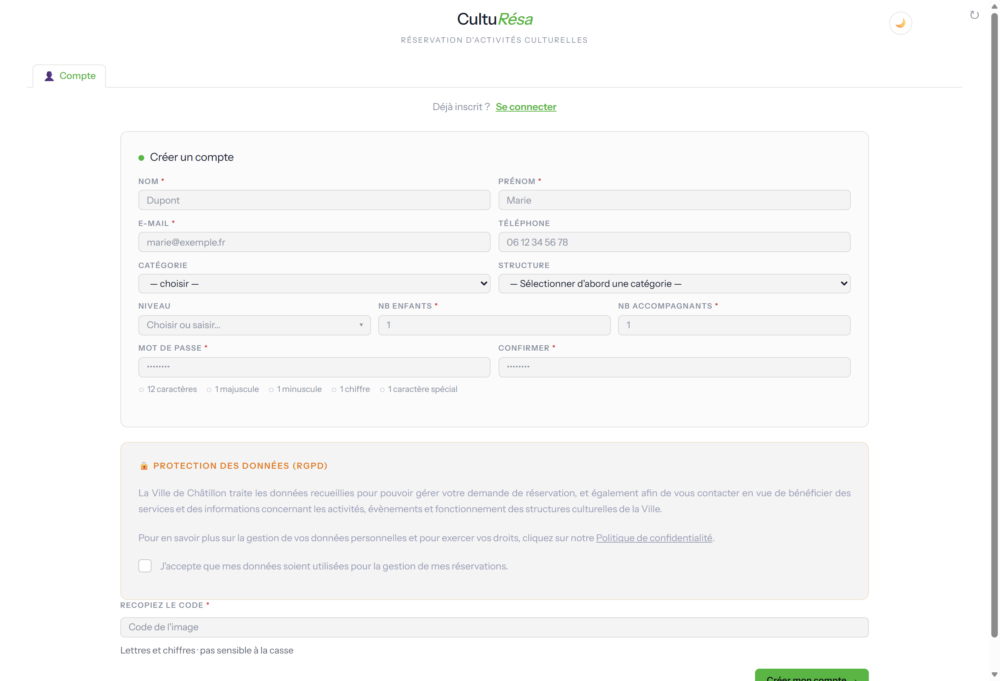 CultuRésa
RÉSERVATION D'ACTIVITÉS CULTURELLES
Compte
Déjà inscrit ? Se connecter
Créer un compte
NOM * PRÉNOM *
Dupont Marie
E-MAIL * TÉLÉPHONE
marie@exemple.fr 06 12 34 56 78
CATÉGORIE STRUCTURE
— choisir — — Sélectionner d'abord une catégorie —
NIVEAU NB ENFANTS * NB ACCOMPAGNANTS *
Choisir ou saisir... 1 1
MOT DE PASSE * CONFIRMER *
12 caractères 1 majuscule 1 minuscule 1 chiffre 1 caractère spécial
PROTECTION DES DONNÉES (RGPD)
La Ville de Châtillon traite les données recueillies pour pouvoir gérer votre demande de réservation, et également afin de vous contacter en vue de bénéficier des
services et des informations concernant les activités, évènements et fonctionnement des structures culturelles de la Ville.
Pour en savoir plus sur la gestion de vos données personnelles et pour exercer vos droits, cliquez sur notre Politique de confidentialité.
J'accepte que mes données soient utilisées pour la gestion de mes réservations.
RECOPIEZ LE CODE *
Code de l'image
Lettres et chiffres · pas sensible à la casse
Créer mon compte